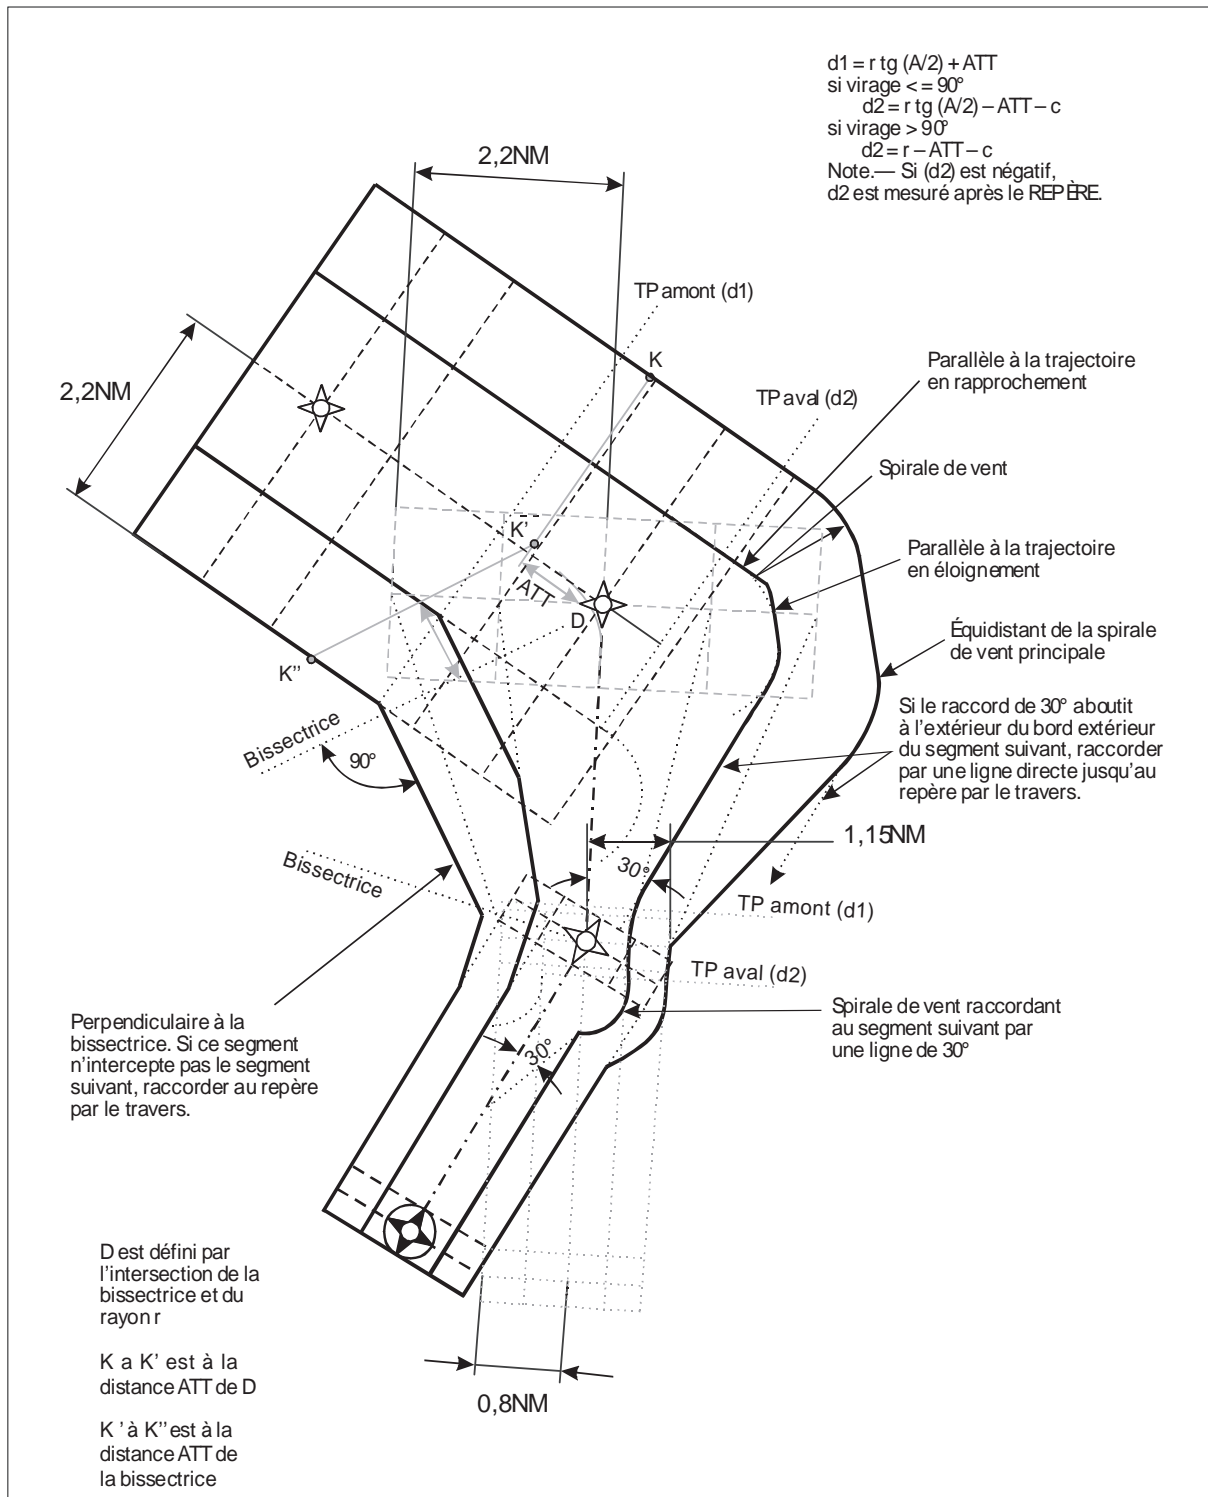 d1 = r tg (A/2) + ATT
si virage < = 90°
d2 = r tg (A/2) – ATT – c
si virage > 90°
d2 = r – ATT – c
Note.— Si (d2) est négatif,
d2 est mesuré après le REPÈRE.
2,2NM
TP amont (d1)
K
Parallèle à la trajectoire
en rapprochement
2,2NM
TP aval (d2)
Spirale de vent
K'
Parallèle à la trajectoire
en éloignement
ATT
D
Équidistant de la spirale
de vent principale
K''
Si le raccord de 30° aboutit
à l'extérieur du bord extérieur
du segment suivant, raccorder
par une ligne directe jusqu'au
repère par le travers.
Bissectrice
90°
1,15NM
Bissectrice
30°
TP amont (d1)
TP aval (d2)
Spirale de vent raccordant
au segment suivant par
une ligne de 30°
Perpendiculaire à la
bissectrice. Si ce segment
n'intercepte pas le segment
suivant, raccorder au repère
par le travers.
30°
D est défini par
l'intersection de la
bissectrice et du
rayon r
K a K' est à la
distance ATT de D
K ' à K'' est à la
distance ATT de
la bissectrice
0,8NM